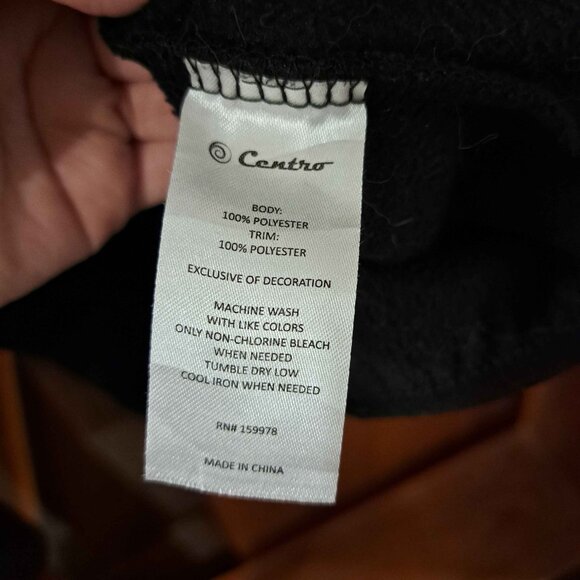 Centro
BODY:
100% POLYESTER
TRIM:
100% POLYESTER
EXCLUSIVE OF DECORATION
MACHINE WASH
WITH LIKE COLORS
ONLY NON-CHLORINE BLEACH
WHEN NEEDED
TUMBLE DRY LOW
COOL IRON WHEN NEEDED
RN# 159978
MADE IN CHINA